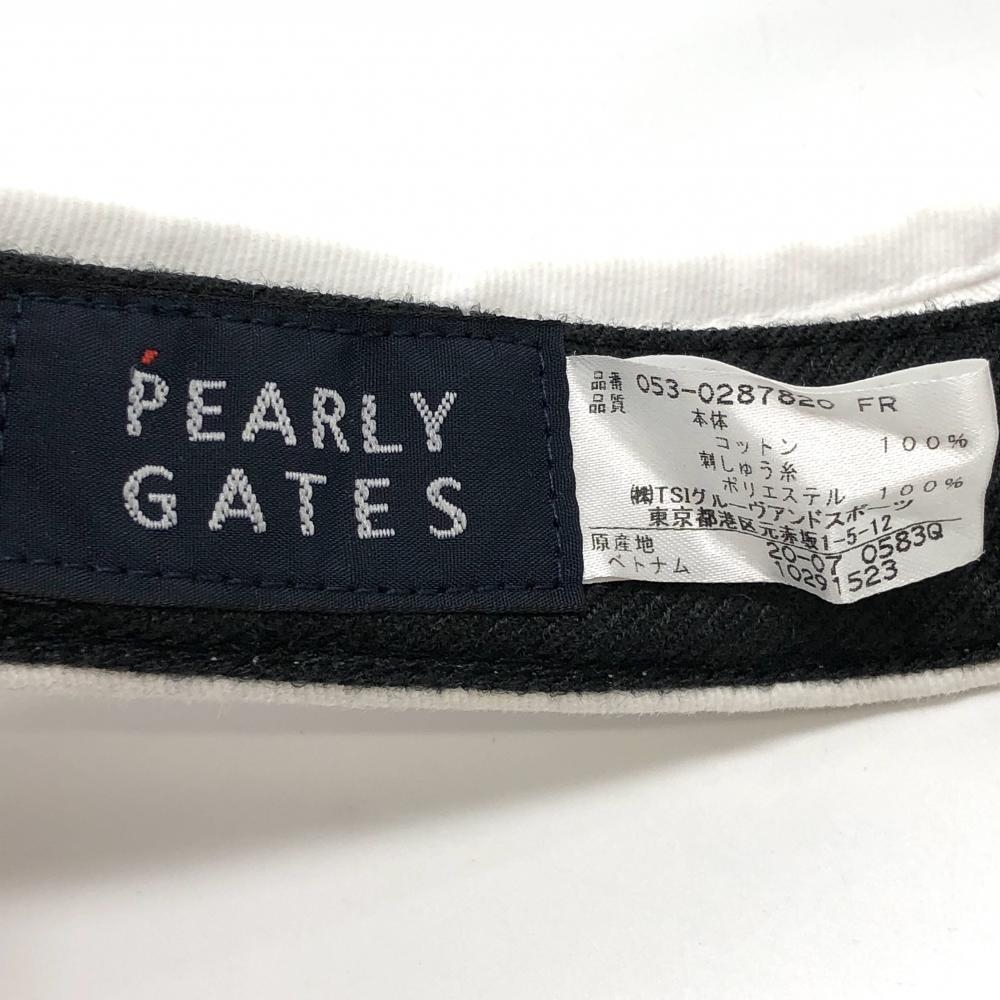 PEARLY
GATES
品番 053-0287826 FR
品質
本体
コットン 100%
刺しゅう糸
ポリエステル 100%
㈱TSIグルーヴアンドスポーツ
東京都港区元赤坂1-5-12
原産地 20-07 0583Q
ベトナム 10291523